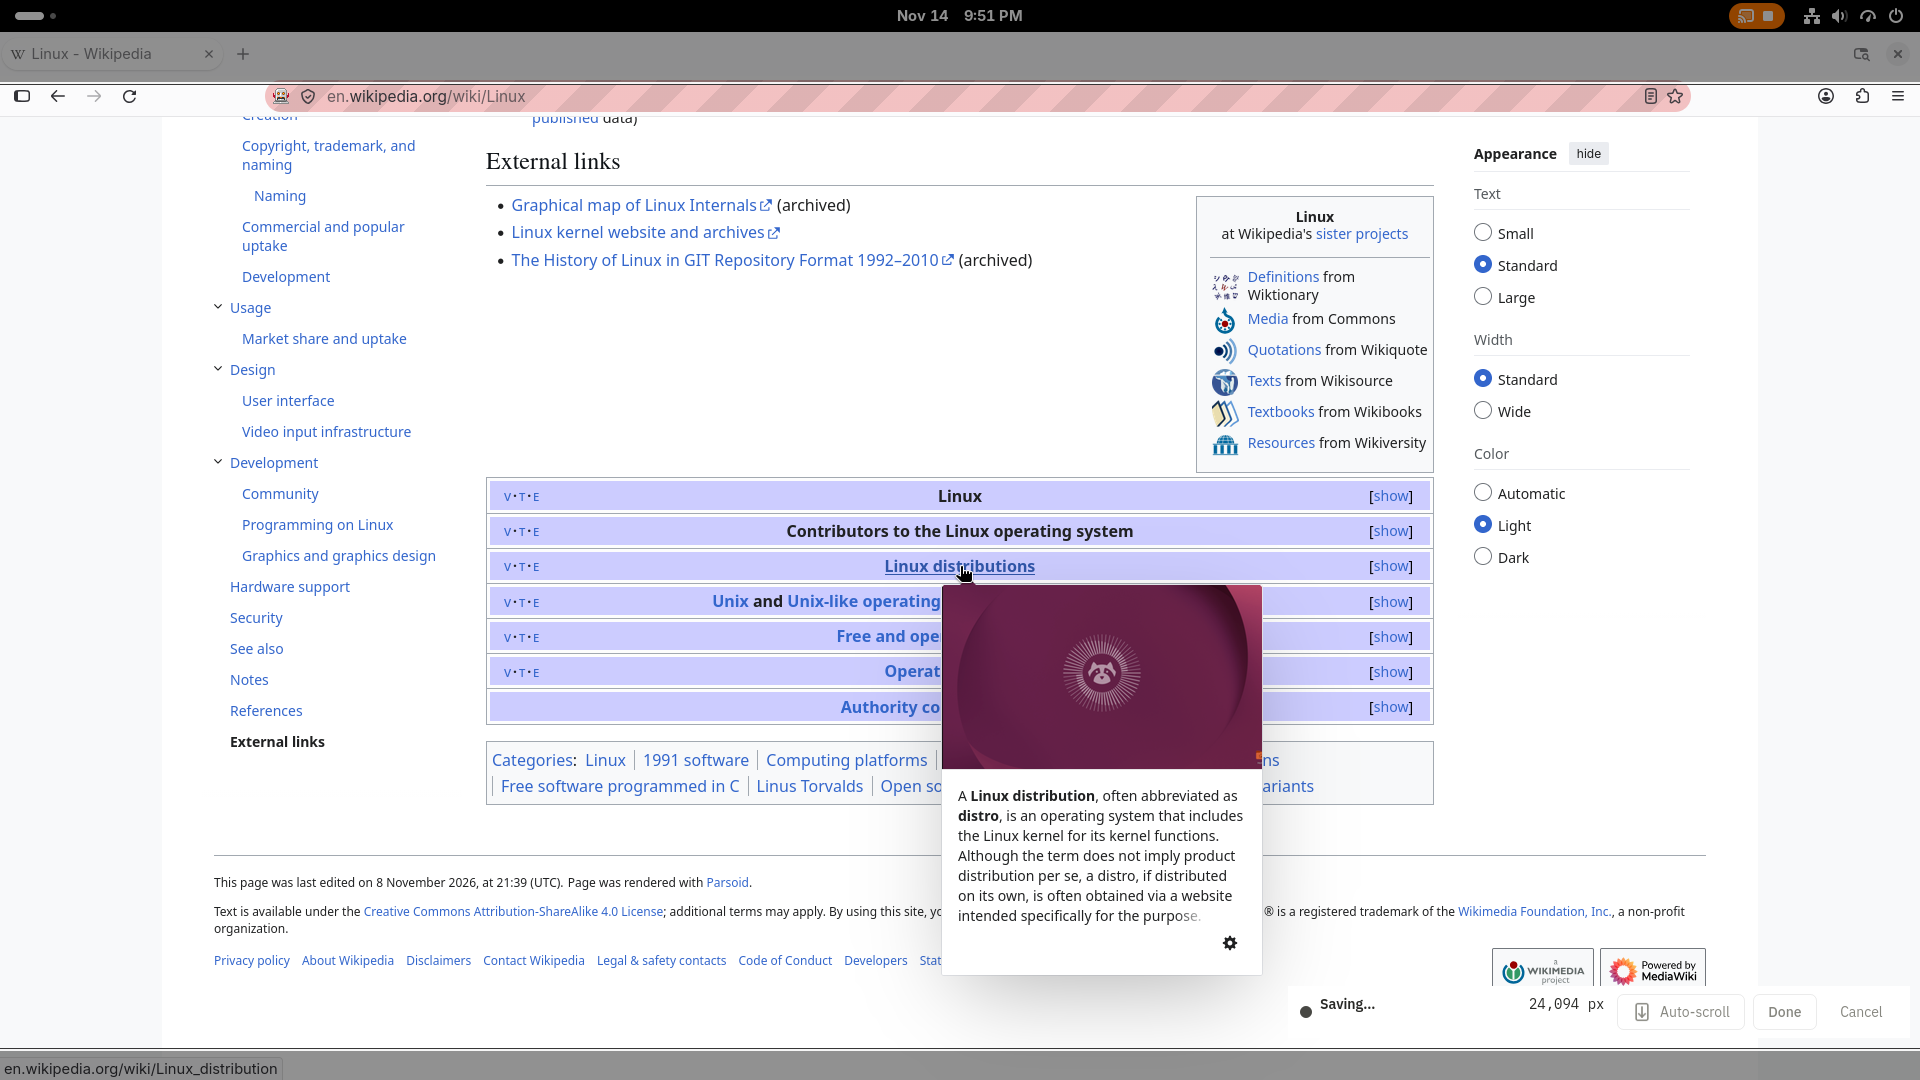 Nov 14 9:51 PM
Linux - Wikipedia
en.wikipedia.org/wiki/Linux
Creation
Copyright, trademark, and
naming
Naming
Commercial and popular
uptake
Development
Usage
Market share and uptake
Design
User interface
Video input infrastructure
Development
Community
Programming on Linux
Graphics and graphics design
Hardware support
Security
See also
Notes
References
External links
published data)
External links
Graphical map of Linux Internals (archived)
Linux kernel website and archives
The History of Linux in GIT Repository Format 1992–2010 (archived)
Linux
at Wikipedia's sister projects
Definitions from
Wiktionary
Media from Commons
Quotations from Wikiquote
Texts from Wikisource
Textbooks from Wikibooks
Resources from Wikiversity
V·T·E Linux [show]
V·T·E Contributors to the Linux operating system [show]
V·T·E Linux distributions [show]
V·T·E Unix and Unix-like operating [show]
V·T·E Free and ope [show]
V·T·E Operat [show]
Authority co [show]
Categories: Linux 1991 software Computing platforms ns
Free software programmed in C Linus Torvalds Open so ariants
A Linux distribution, often abbreviated as
distro, is an operating system that includes
the Linux kernel for its kernel functions.
Although the term does not imply product
distribution per se, a distro, if distributed
on its own, is often obtained via a website
intended specifically for the purpose.
Appearance hide
Text
Small
Standard
Large
Width
Standard
Wide
Color
Automatic
Light
Dark
This page was last edited on 8 November 2026, at 21:39 (UTC). Page was rendered with Parsoid.
Text is available under the Creative Commons Attribution-ShareAlike 4.0 License; additional terms may apply. By using this site, yo ® is a registered trademark of the Wikimedia Foundation, Inc., a non-profit
organization.
Privacy policy About Wikipedia Disclaimers Contact Wikipedia Legal & safety contacts Code of Conduct Developers Stat
a
WIKIMEDIA
project
Powered by
MediaWiki
Saving... 24,094 px Auto-scroll Done Cancel
en.wikipedia.org/wiki/Linux_distribution